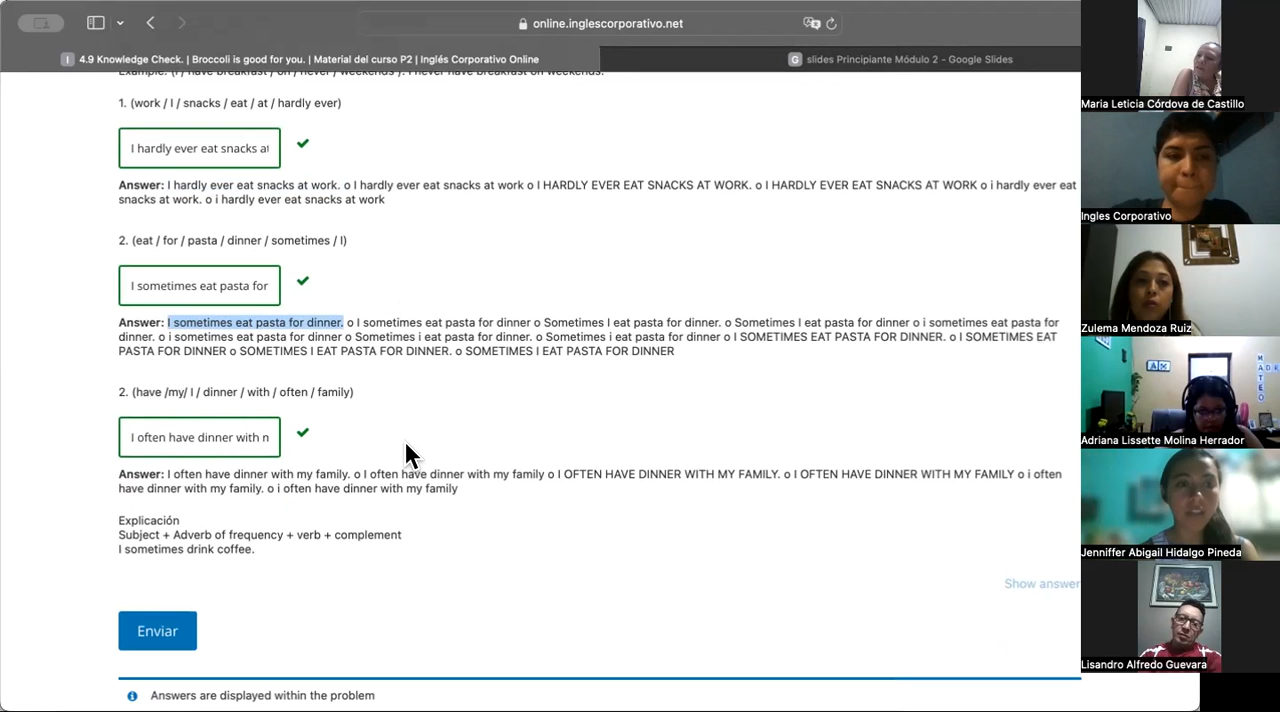 online.inglescorporativo.net
I 4.9 Knowledge Check. | Broccoli is good for you. | Material del curso P2 | Inglés Corporativo Online
G slides Principiante Módulo 2 - Google Slides
Example: (I / have breakfast / on / never / weekends ). I never have breakfast on weekends.
1. (work / I / snacks / eat / at / hardly ever)
I hardly ever eat snacks at
Answer: I hardly ever eat snacks at work. o I hardly ever eat snacks at work o I HARDLY EVER EAT SNACKS AT WORK. o I HARDLY EVER EAT SNACKS AT WORK o i hardly ever eat
snacks at work. o i hardly ever eat snacks at work
2. (eat / for / pasta / dinner / sometimes / I)
I sometimes eat pasta for
Answer: I sometimes eat pasta for dinner. o I sometimes eat pasta for dinner o Sometimes I eat pasta for dinner. o Sometimes I eat pasta for dinner o i sometimes eat pasta for
dinner. o i sometimes eat pasta for dinner o Sometimes i eat pasta for dinner. o Sometimes i eat pasta for dinner o I SOMETIMES EAT PASTA FOR DINNER. o I SOMETIMES EAT
PASTA FOR DINNER o SOMETIMES I EAT PASTA FOR DINNER. o SOMETIMES I EAT PASTA FOR DINNER
2. (have /my/ I / dinner / with / often / family)
I often have dinner with n
Answer: I often have dinner with my family. o I often have dinner with my family o I OFTEN HAVE DINNER WITH MY FAMILY. o I OFTEN HAVE DINNER WITH MY FAMILY o i often
have dinner with my family. o i often have dinner with my family
Explicación
Subject + Adverb of frequency + verb + complement
I sometimes drink coffee.
Show answer
Enviar
Answers are displayed within the problem
Maria Leticia Córdova de Castillo
Ingles Corporativo
Zulema Mendoza Ruiz
Adriana Lissette Molina Herrador
Jenniffer Abigail Hidalgo Pineda
Lisandro Alfredo Guevara